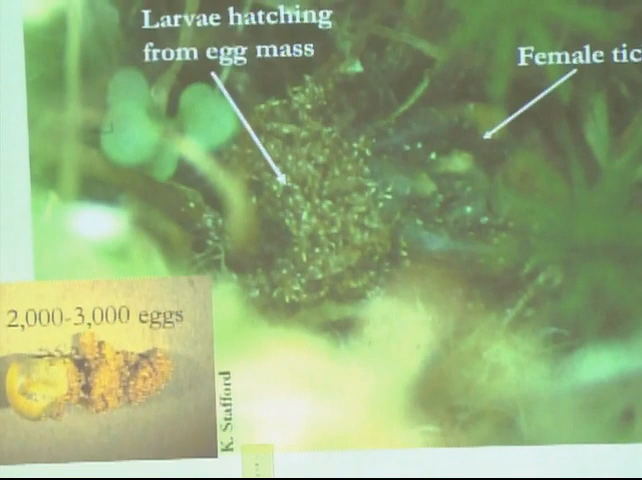 Larvae hatching
from egg mass
Female tic
2,000-3,000 eggs
K. Stafford